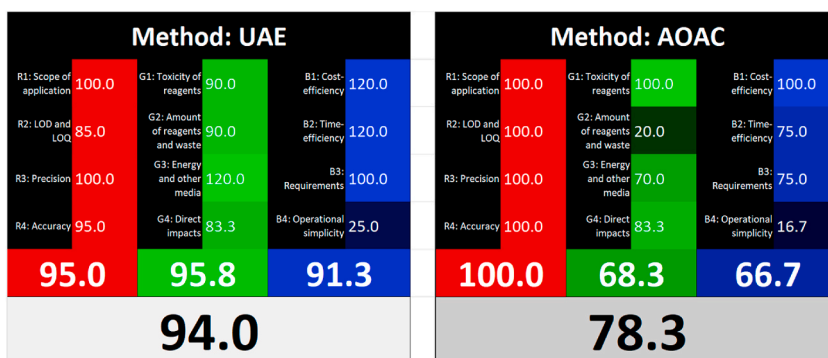 Method: UAE
R1: Scope of
application
100.0
G1: Toxicity of
reagents
90.0
B1: Cost-
efficiency
120.0
R2: LOD and
LOQ
85.0
G2: Amount
of reagents
and waste
90.0
B2: Time-
efficiency
120.0
R3: Precision
100.0
G3: Energy
and other
media
120.0
B3:
Requirements
100.0
R4: Accuracy
95.0
G4: Direct
impacts
83.3
B4: Operational
simplicity
25.0
95.0
95.8
91.3
94.0
Method: AOAC
R1: Scope of
application
100.0
G1: Toxicity of
reagents
100.0
B1: Cost-
efficiency
100.0
R2: LOD and
LOQ
100.0
G2: Amount
of reagents
and waste
20.0
B2: Time-
efficiency
75.0
R3: Precision
100.0
G3: Energy
and other
media
70.0
B3:
Requirements
75.0
R4: Accuracy
100.0
G4: Direct
impacts
83.3
B4: Operational
simplicity
16.7
100.0
68.3
66.7
78.3